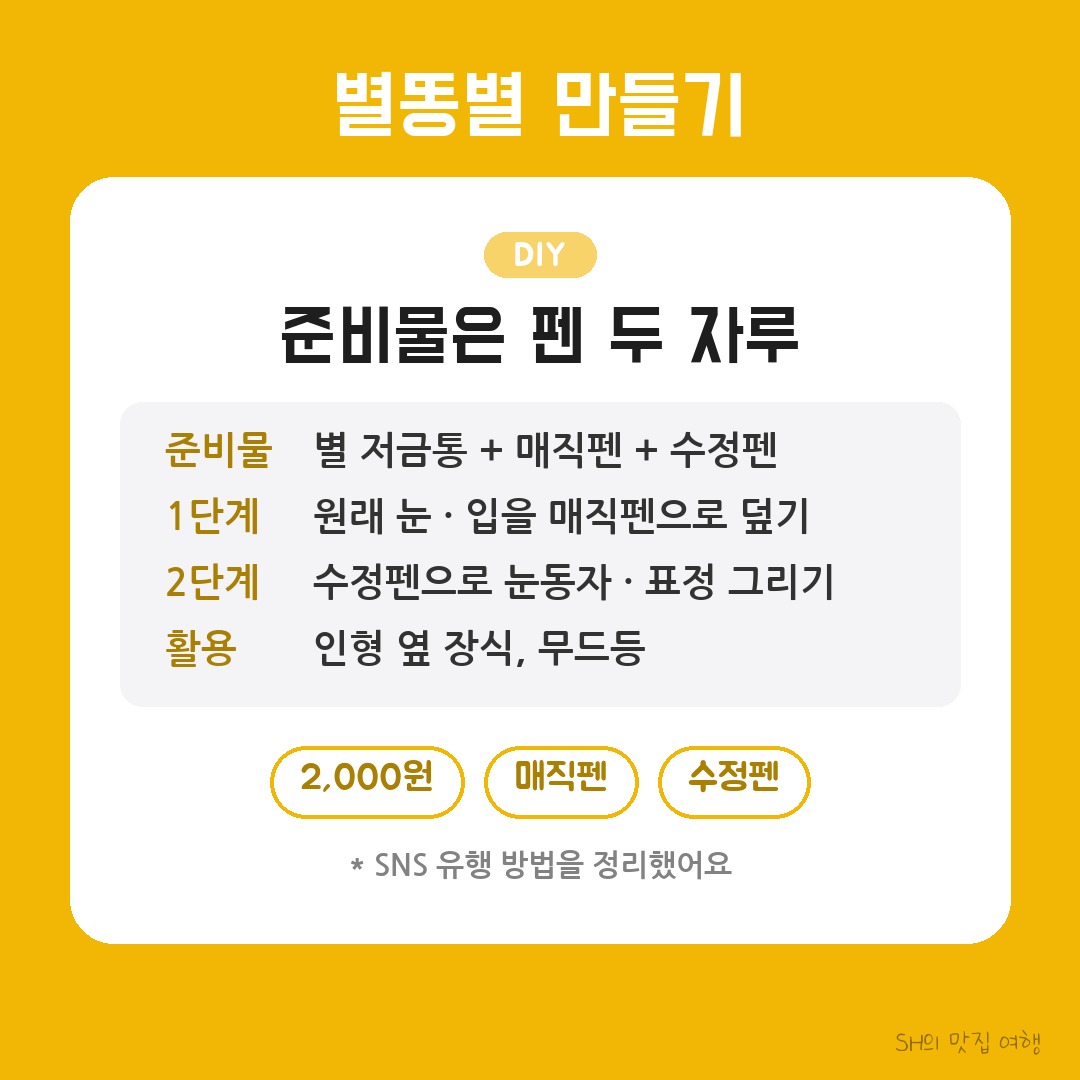 별똥별 만들기
DIY
준비물은 펜 두 자루
준비물 별 저금통 + 매직펜 + 수정펜
1단계 원래 눈 · 입을 매직펜으로 덮기
2단계 수정펜으로 눈동자 · 표정 그리기
활용 인형 옆 장식, 무드등
2,000원 매직펜 수정펜
* SNS 유행 방법을 정리했어요
SH의 맛집 여행